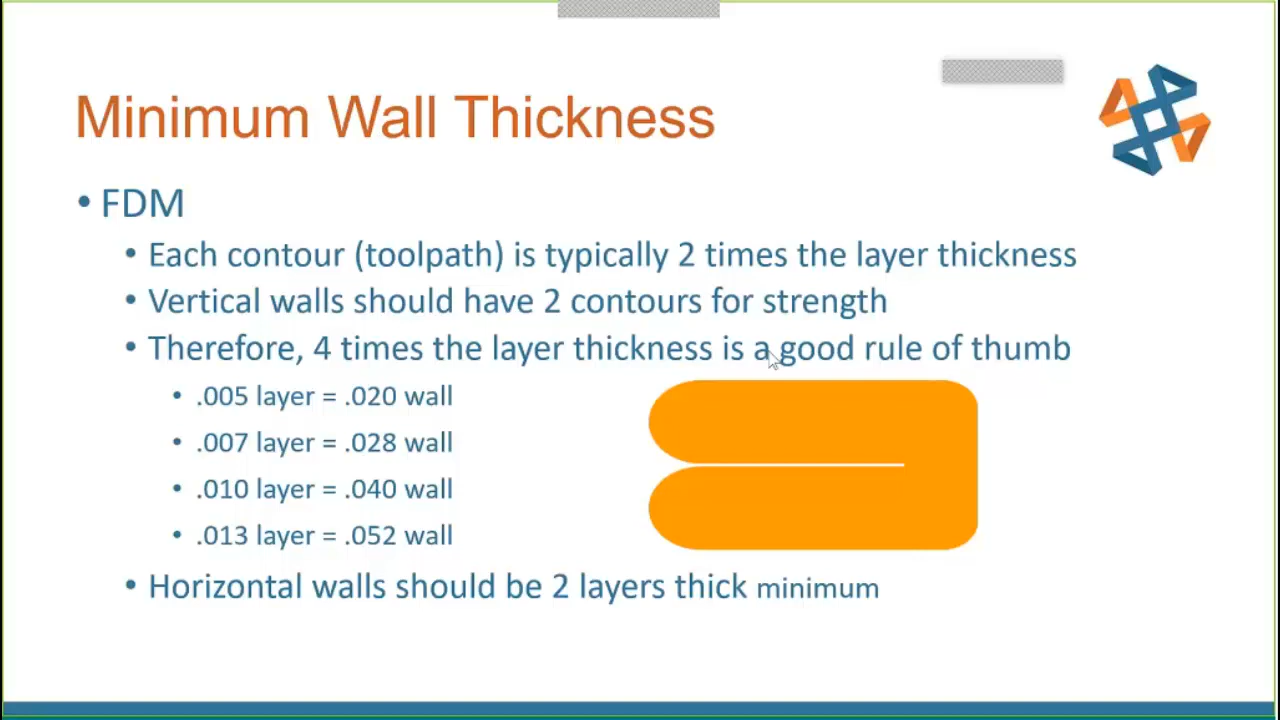 Minimum Wall Thickness
• FDM
• Each contour (toolpath) is typically 2 times the layer thickness
• Vertical walls should have 2 contours for strength
• Therefore, 4 times the layer thickness is a good rule of thumb
• .005 layer = .020 wall
• .007 layer = .028 wall
• .010 layer = .040 wall
• .013 layer = .052 wall
• Horizontal walls should be 2 layers thick minimum